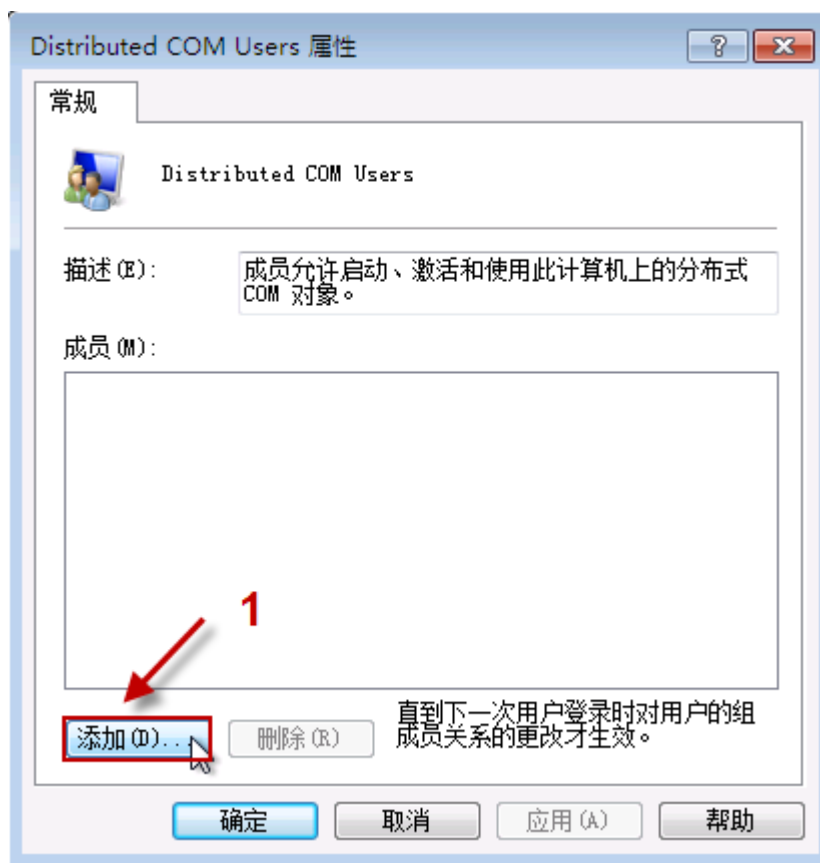 Distributed COM Users 属性
常规
Distributed COM Users
描述(E):
成员允许启动、激活和使用此计算机上的分布式
COM 对象。
成员(M):
1
直到下一次用户登录时对用户的组
成员关系的更改才生效。
添加(D)... 删除(R)
确定 取消 应用(A) 帮助